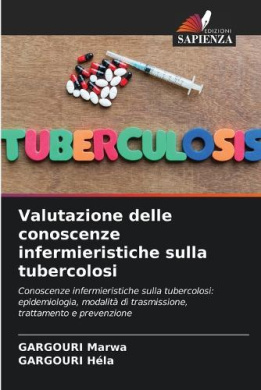 EDIZIONI
SAPIENZA
TUBERCULOSIS
Valutazione delle
conoscenze
infermieristiche sulla
tubercolosi
Conoscenze infermieristiche sulla tubercolosi:
epidemiologia, modalità di trasmissione,
trattamento e prevenzione
GARGOURI Marwa
GARGOURI Héla